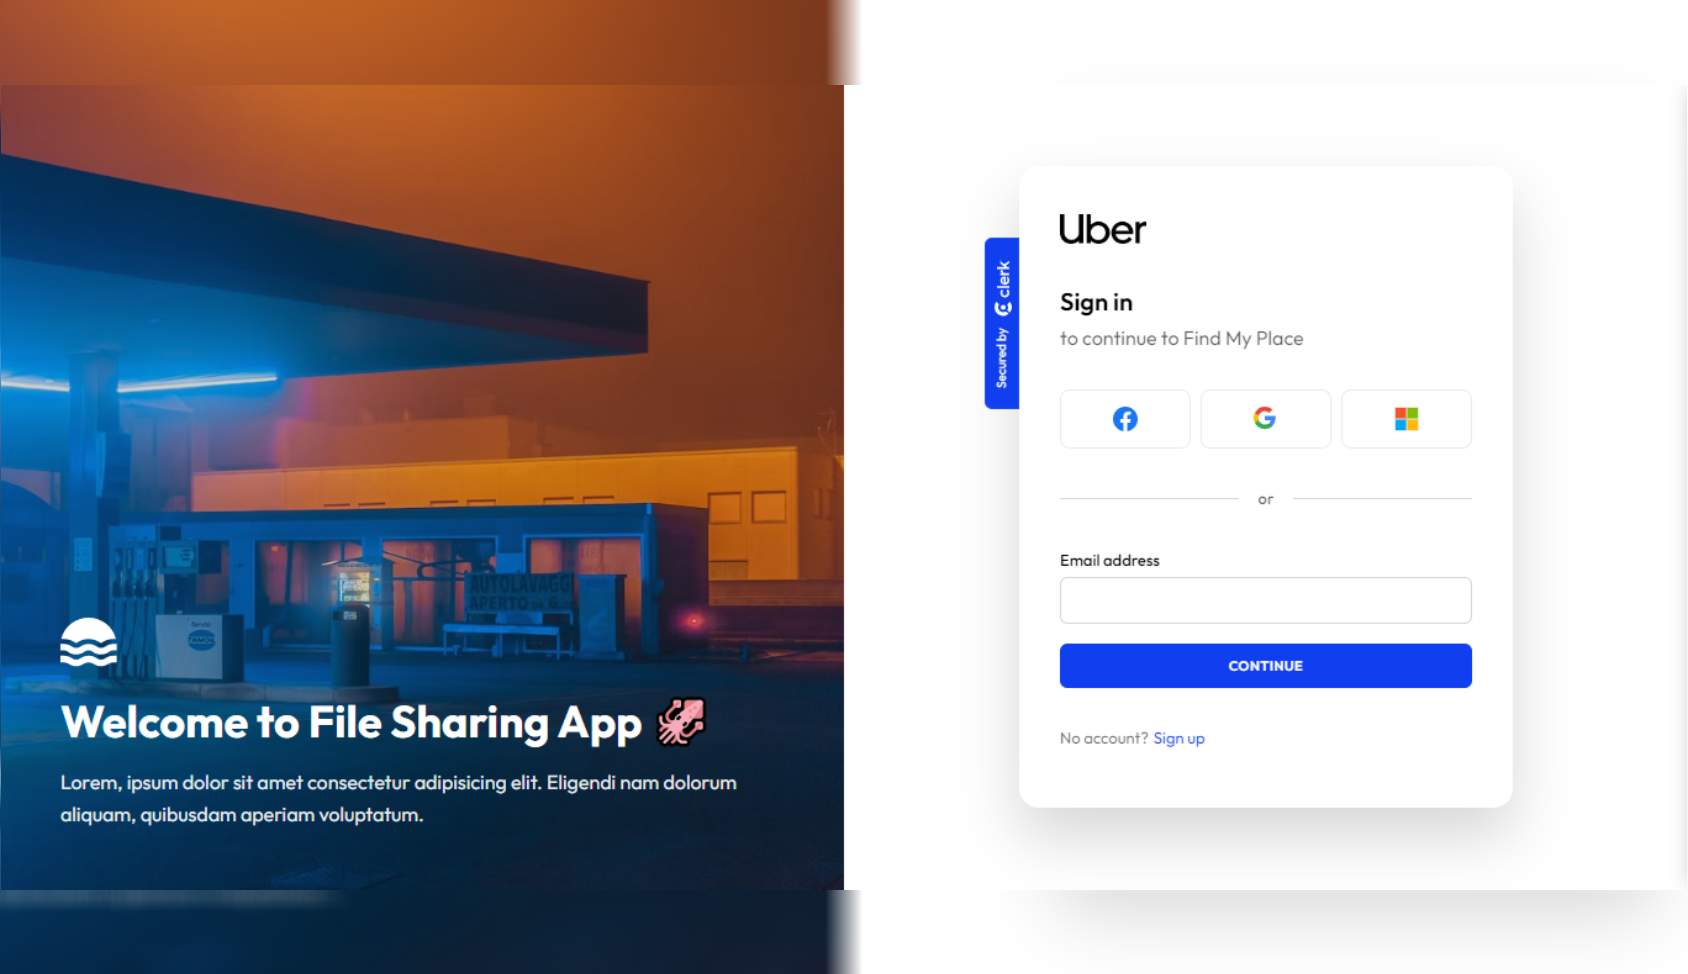 AUTOLAVAGGI
APERTO
Welcome to File Sharing App
Lorem, ipsum dolor sit amet consectetur adipisicing elit. Eligendi nam dolorum
aliquam, quibusdam aperiam voluptatum.
Secured by clerk
Uber
Sign in
to continue to Find My Place
or
Email address
CONTINUE
No account? Sign up